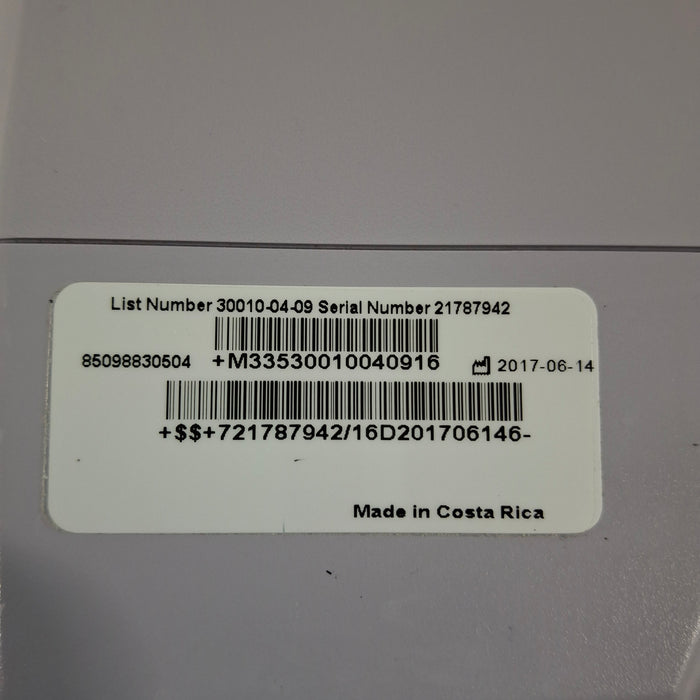 List Number 30010-04-09 Serial Number 21787942
85098830504 +M33530010040916 2017-06-14
+$$+721787942/16D201706146-
Made in Costa Rica